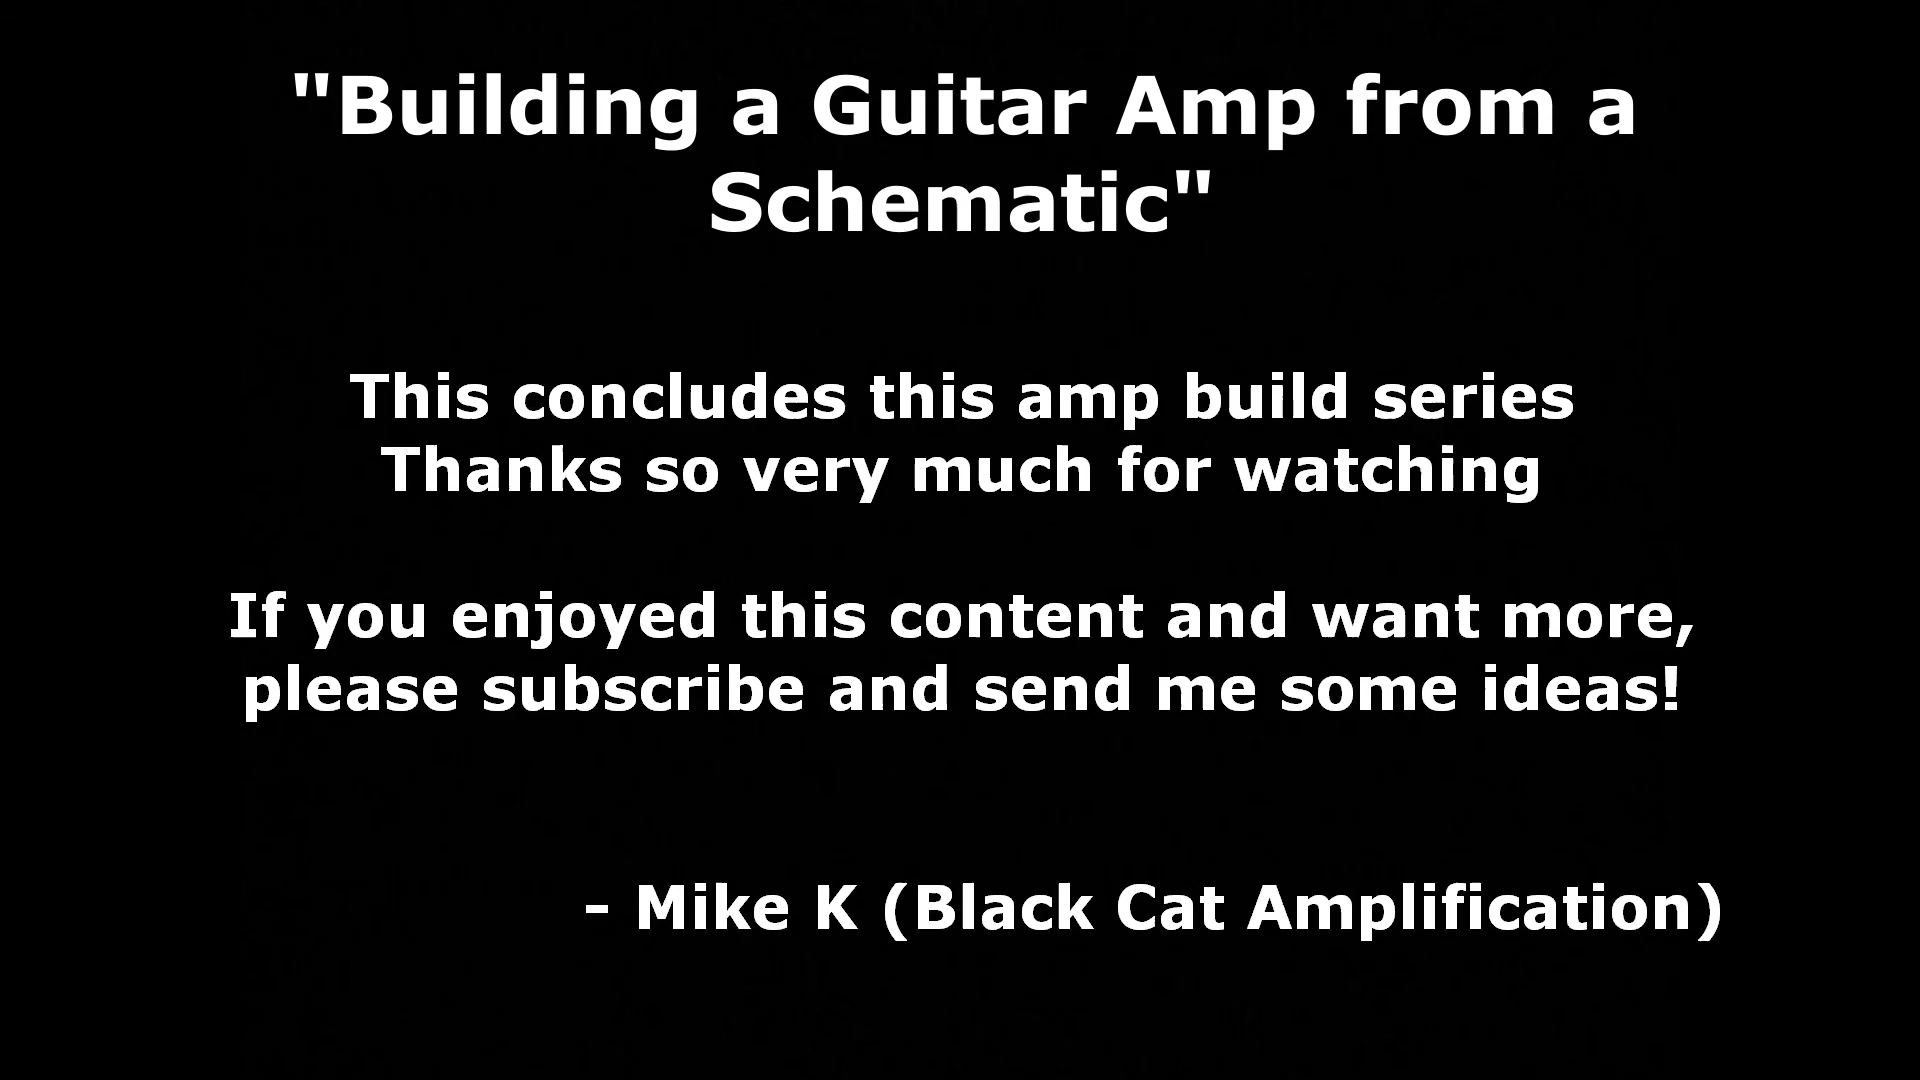 "Building a Guitar Amp from a
Schematic"
This concludes this amp build series
Thanks so very much for watching
If you enjoyed this content and want more,
please subscribe and send me some ideas!
- Mike K (Black Cat Amplification)